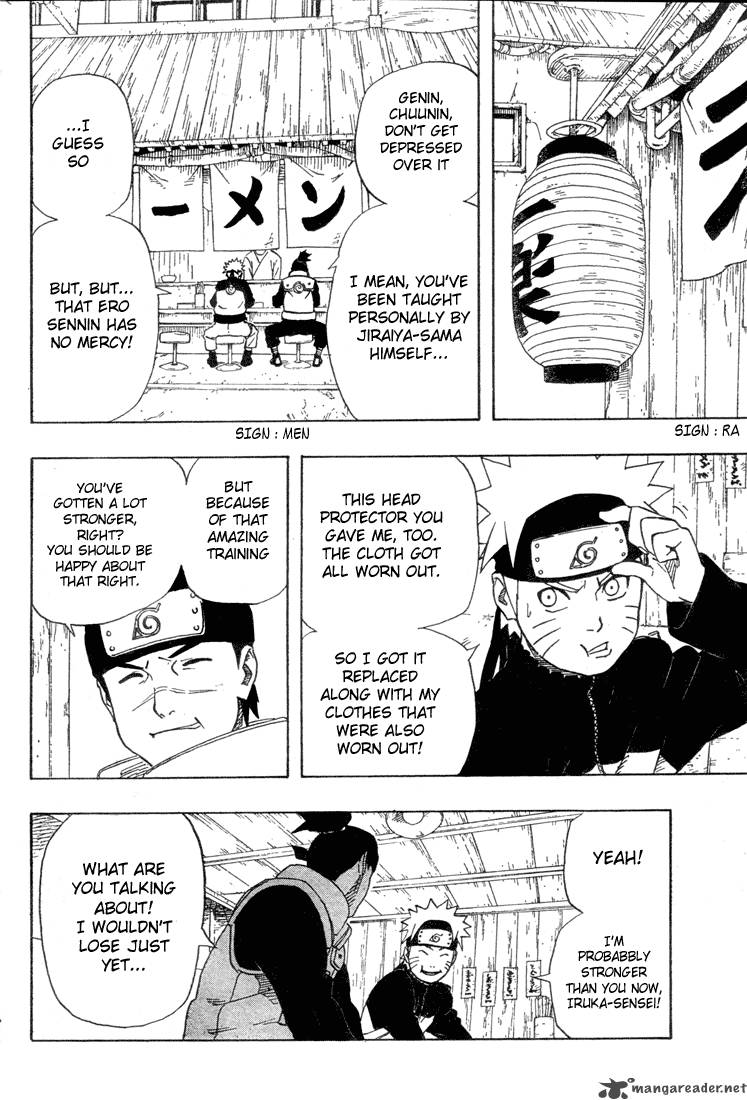 ラ
一楽
GENIN,
CHUUNIN,
DON'T GET
DEPRESSED
OVER IT
I MEAN, YOU'VE
BEEN TAUGHT
PERSONALLY BY
JIRAIYA-SAMA
HIMSELF...
...I
GUESS
SO
BUT, BUT...
THAT ERO
SENNIN HAS
NO MERCY!
ーメン
SIGN : RA
SIGN : MEN
THIS HEAD
PROTECTOR YOU
GAVE ME, TOO.
THE CLOTH GOT
ALL WORN OUT.
SO I GOT IT
REPLACED
ALONG WITH MY
CLOTHES THAT
WERE ALSO
WORN OUT!
BUT
BECAUSE
OF THAT
AMAZING
TRAINING
YOU'VE
GOTTEN A LOT
STRONGER,
RIGHT?
YOU SHOULD BE
HAPPY ABOUT
THAT RIGHT.
YEAH!
I'M
PROBABBLY
STRONGER
THAN YOU NOW,
IRUKA-SENSEI!
WHAT ARE
YOU TALKING
ABOUT!
I WOULDN'T
LOSE JUST
YET...
mangareader.net